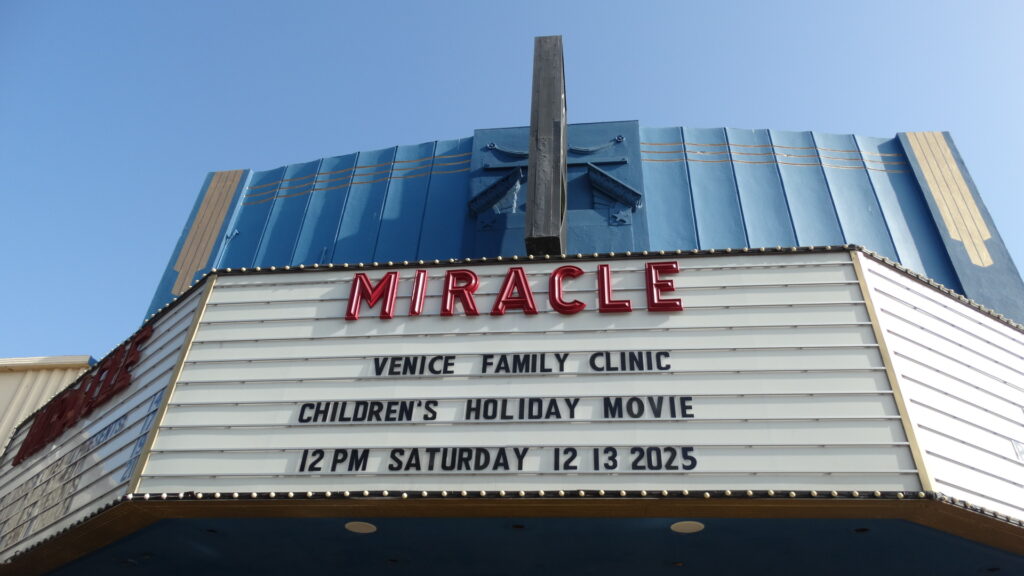 MIRACLE
VENICE FAMILY CLINIC
CHILDREN'S HOLIDAY MOVIE
12 PM SATURDAY 12 13 2025